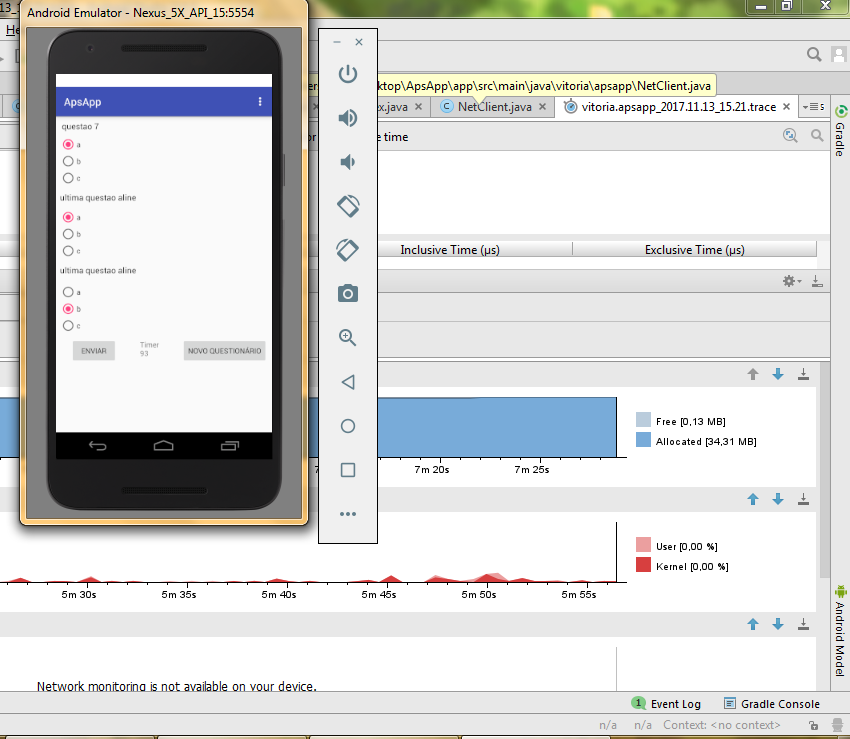 Android Emulator - Nexus_5X_API_15:5554
ktop\ApsApp\app\src\main\java\vitoria\apsapp\NetClient.java
ex.java
NetClient.java
vitoria.apsapp_2017.11.13_15.21.trace
5
Gradle
e time
Inclusive Time (µs)
Exclusive Time (µs)
ApsApp
questao 7
a
b
c
ultima questao aline
a
b
c
ultima questao aline
a
b
c
ENVIAR
Timer
93
NOVO QUESTIONÁRIO
Free [0,13 MB]
Allocated [34,31 MB]
7m 20s
7m 25s
User [0,00 %]
Kernel [0,00 %]
5m 30s
5m 35s
5m 40s
5m 45s
5m 50s
5m 55s
Android Model
Network monitoring is not available on your device.
1 Event Log
Gradle Console
n/a
n/a
Context: <no context>